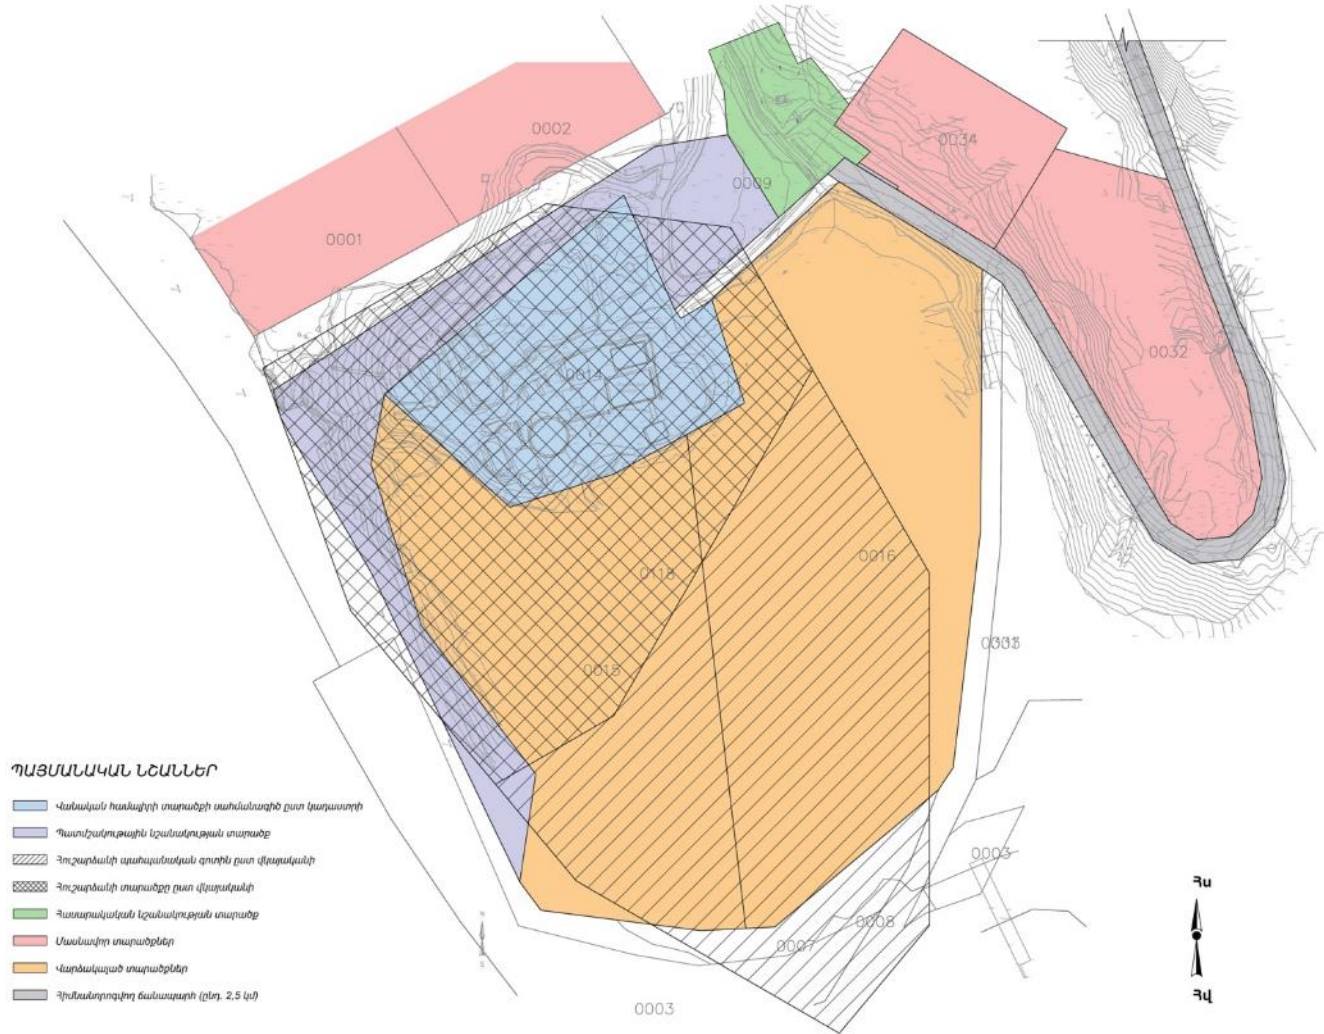 0002
0034
0009
0001
0032
0014
0016
0118
0333
0015
ՊԱՅՄԱՆԱԿԱՆ ՆՇԱՆՆԵՐ
Վանական համալիրի տարածքի սահմանագիծ ըստ կադաստրի
Պատմշակութային նշանակության տարածք
Հուշարձանի պահպանական գոտին ըստ վկայականի
Հուշարձանի տարածքը ըստ վկայականի
Հասարակական նշանակության տարածք
Մասնավոր տարածքներ
Վարձակալած տարածքներ
Հիմնանորոգվող ճանապարհ (ընդ. 2,5 կմ)
0003
Հս
0008
0007
Հվ
0003